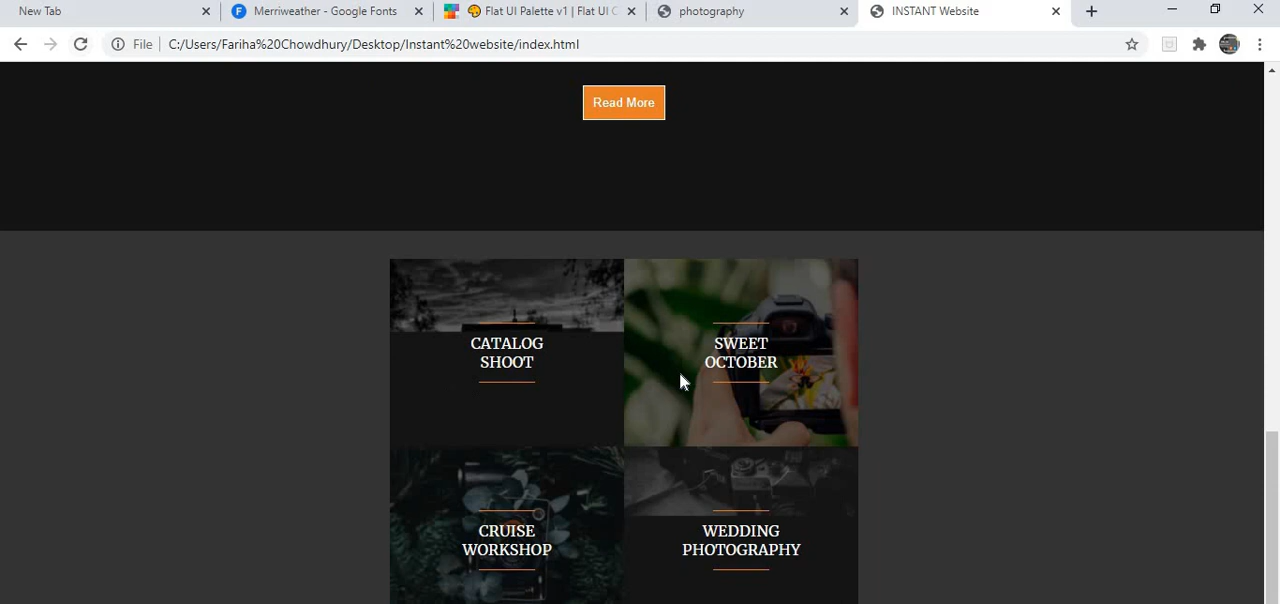 New Tab
Merriweather - Google Fonts
Flat UI Palette v1 | Flat UI C
photography
INSTANT Website
File
C:/Users/Fariha%20Chowdhury/Desktop/Instant%20website/index.html
Read More
CATALOG
SHOOT
SWEET
OCTOBER
CRUISE
WORKSHOP
WEDDING
PHOTOGRAPHY